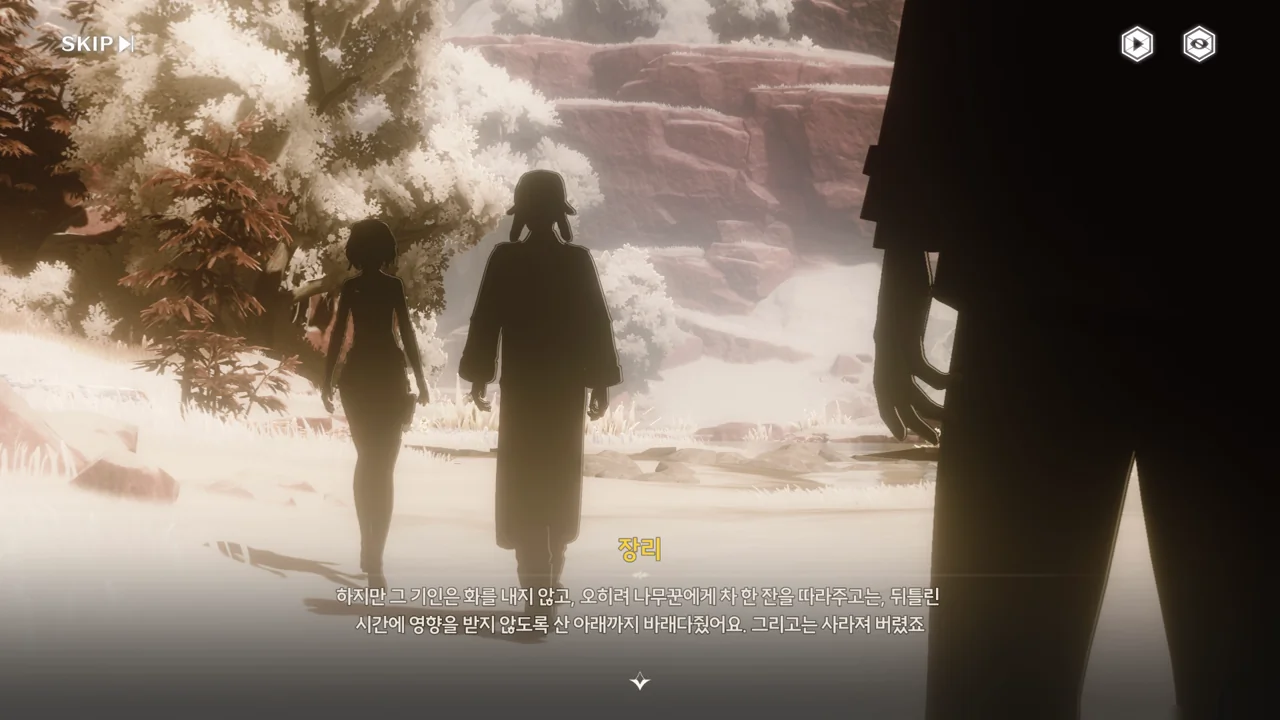 SKIP
장리
하지만 그 기인은 화를 내지 않고, 오히려 나무꾼에게 차 한 잔을 따라주고는, 뒤틀린
시간에 영향을 받지 않도록 산 아래까지 바래다줬어요. 그리고는 사라져 버렸죠